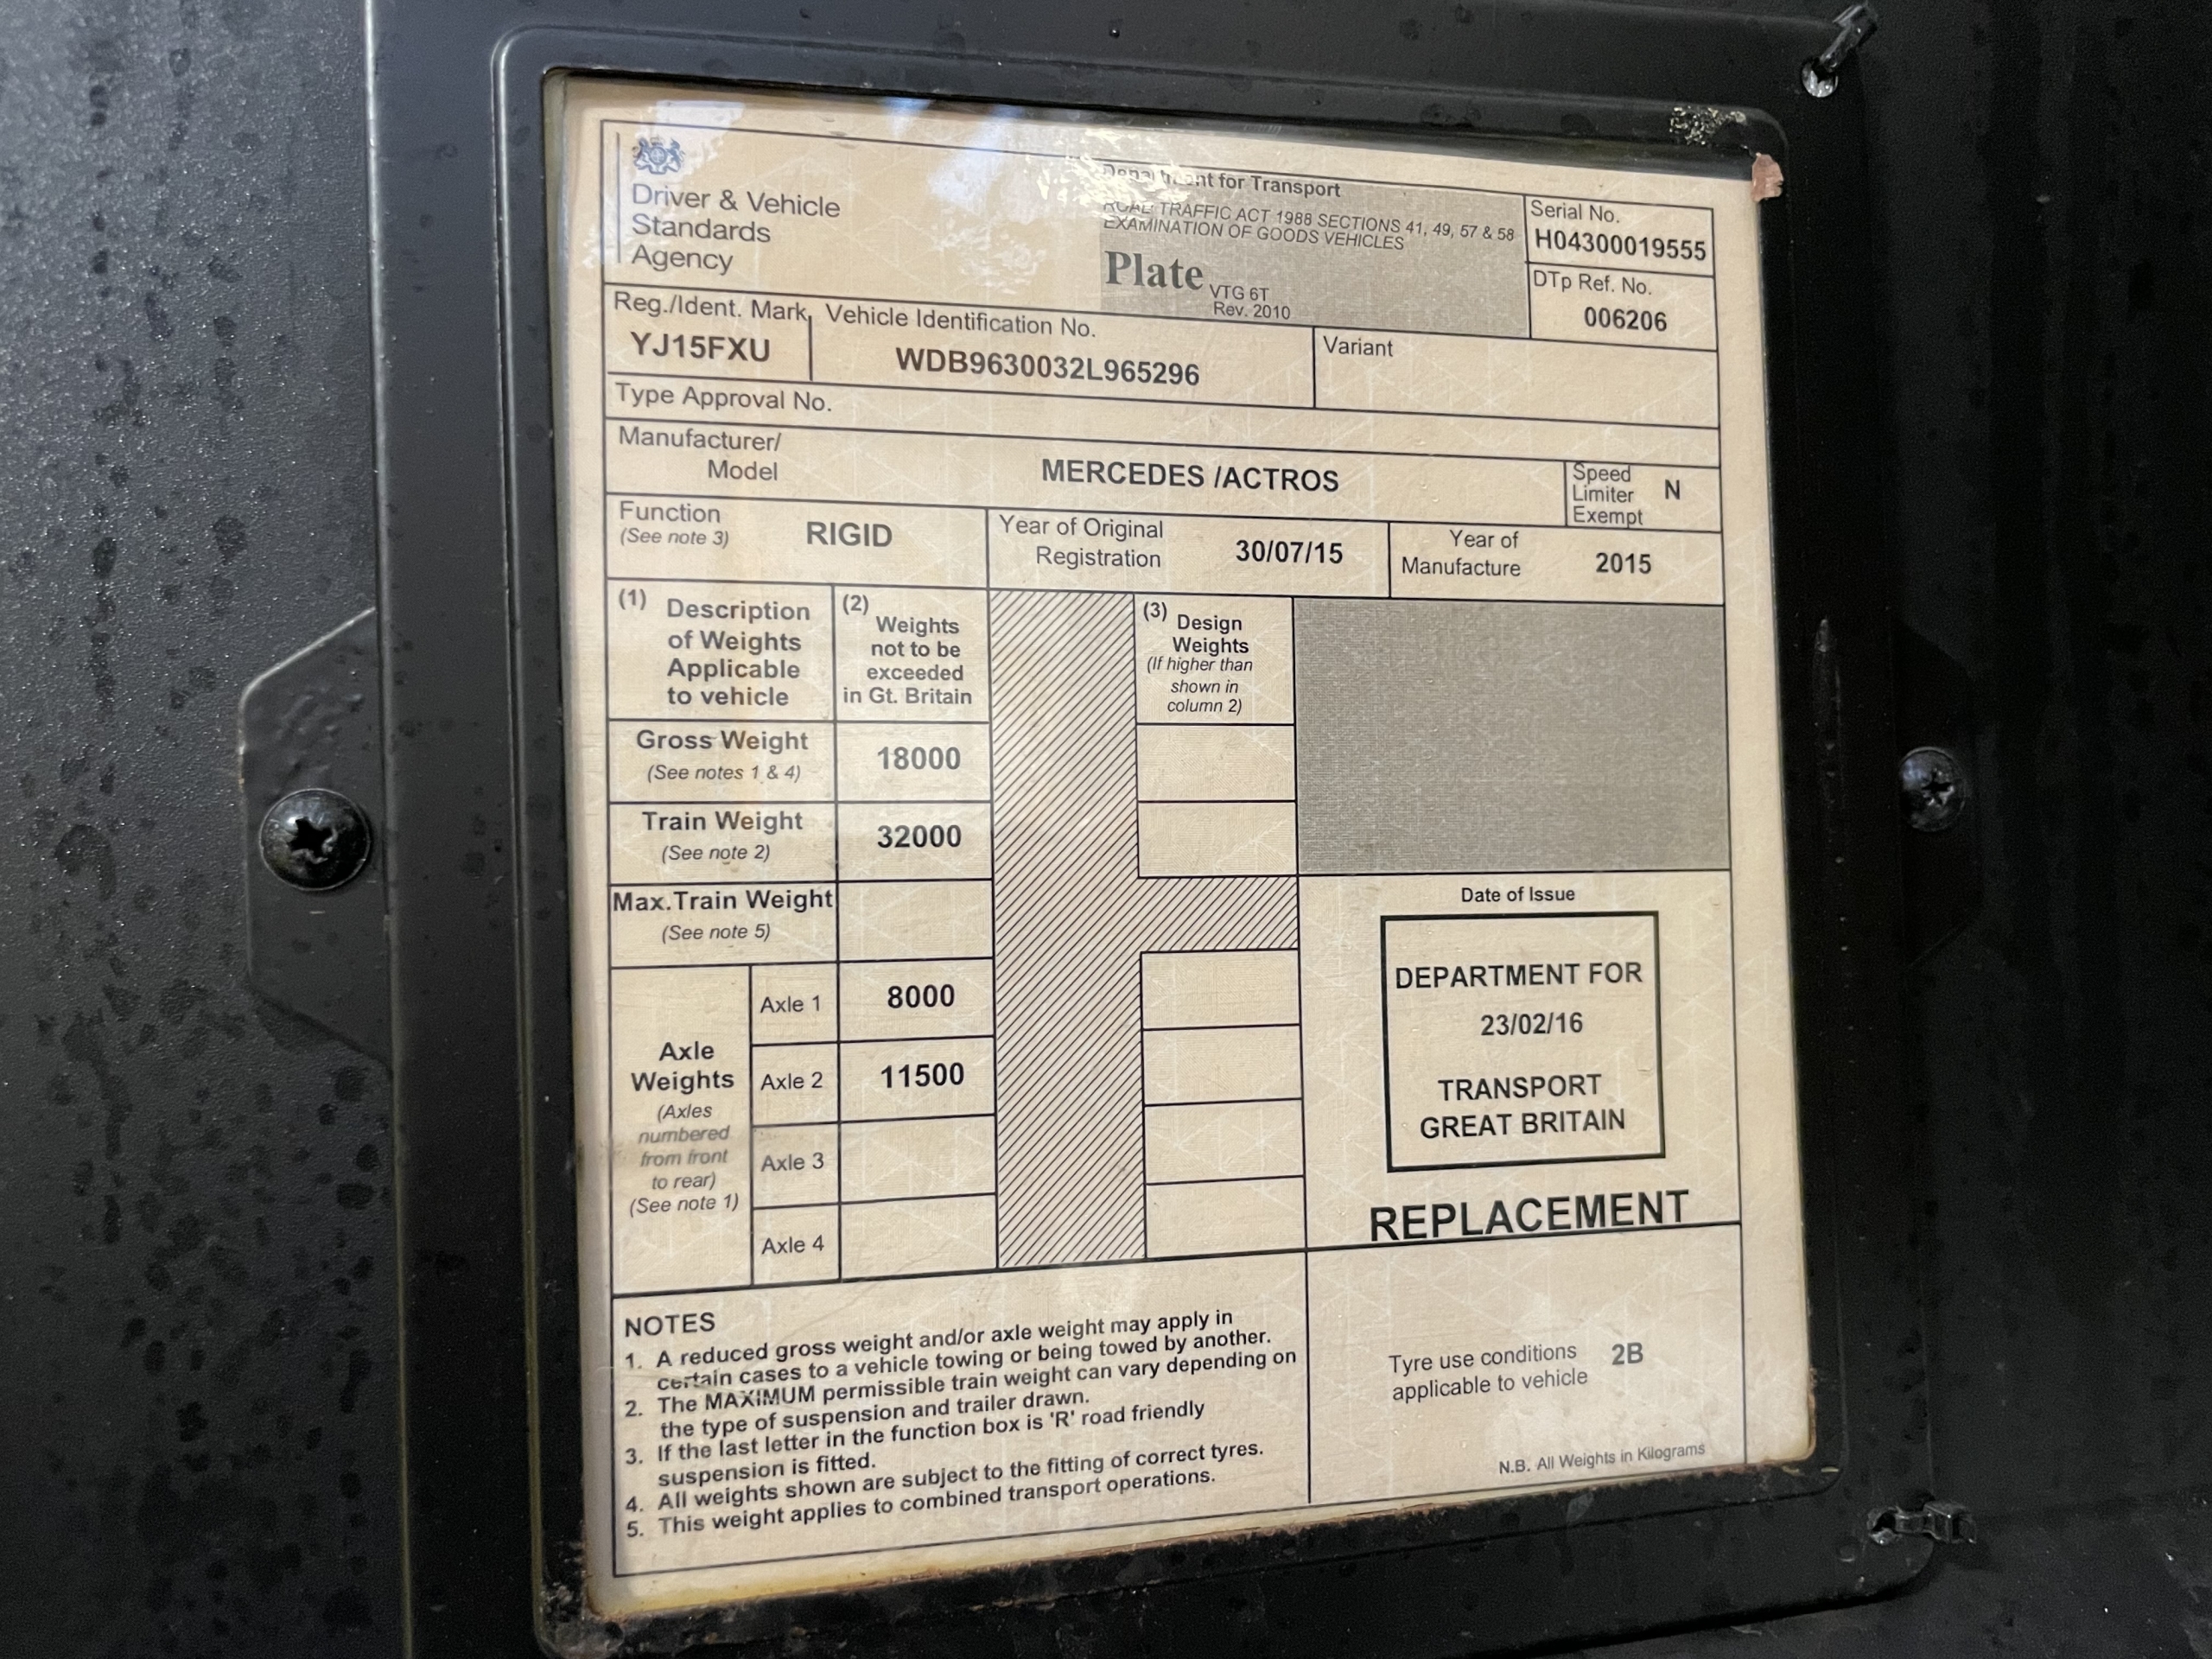 Driver & Vehicle
Standards
Agency
Department for Transport
ROAD TRAFFIC ACT 1988 SECTIONS 41, 49, 57 & 58
EXAMINATION OF GOODS VEHICLES
Plate VTG 6T
Rev. 2010
Serial No.
H04300019555
DTp Ref. No.
006206
Reg./Ident. Mark
YJ15FXU
Vehicle Identification No.
WDB9630032L965296
Variant
Type Approval No.
Manufacturer/
Model
MERCEDES /ACTROS
Speed
Limiter
Exempt
N
Function
(See note 3)
RIGID
Year of Original
Registration
30/07/15
Year of
Manufacture
2015
(1) Description
of Weights
Applicable
to vehicle
(2) Weights
not to be
exceeded
in Gt. Britain
(3) Design
Weights
(If higher than
shown in
column 2)
Gross Weight
(See notes 1 & 4)
18000
Train Weight
(See note 2)
32000
Max.Train Weight
(See note 5)
Axle
Weights
(Axles
numbered
from front
to rear)
(See note 1)
Axle 1 8000
Axle 2 11500
Axle 3
Axle 4
Date of Issue
DEPARTMENT FOR
23/02/16
TRANSPORT
GREAT BRITAIN
REPLACEMENT
NOTES
1. A reduced gross weight and/or axle weight may apply in
certain cases to a vehicle towing or being towed by another.
2. The MAXIMUM permissible train weight can vary depending on
the type of suspension and trailer drawn.
3. If the last letter in the function box is 'R' road friendly
suspension is fitted.
4. All weights shown are subject to the fitting of correct tyres.
5. This weight applies to combined transport operations.
Tyre use conditions
applicable to vehicle
2B
N.B. All Weights in Kilograms